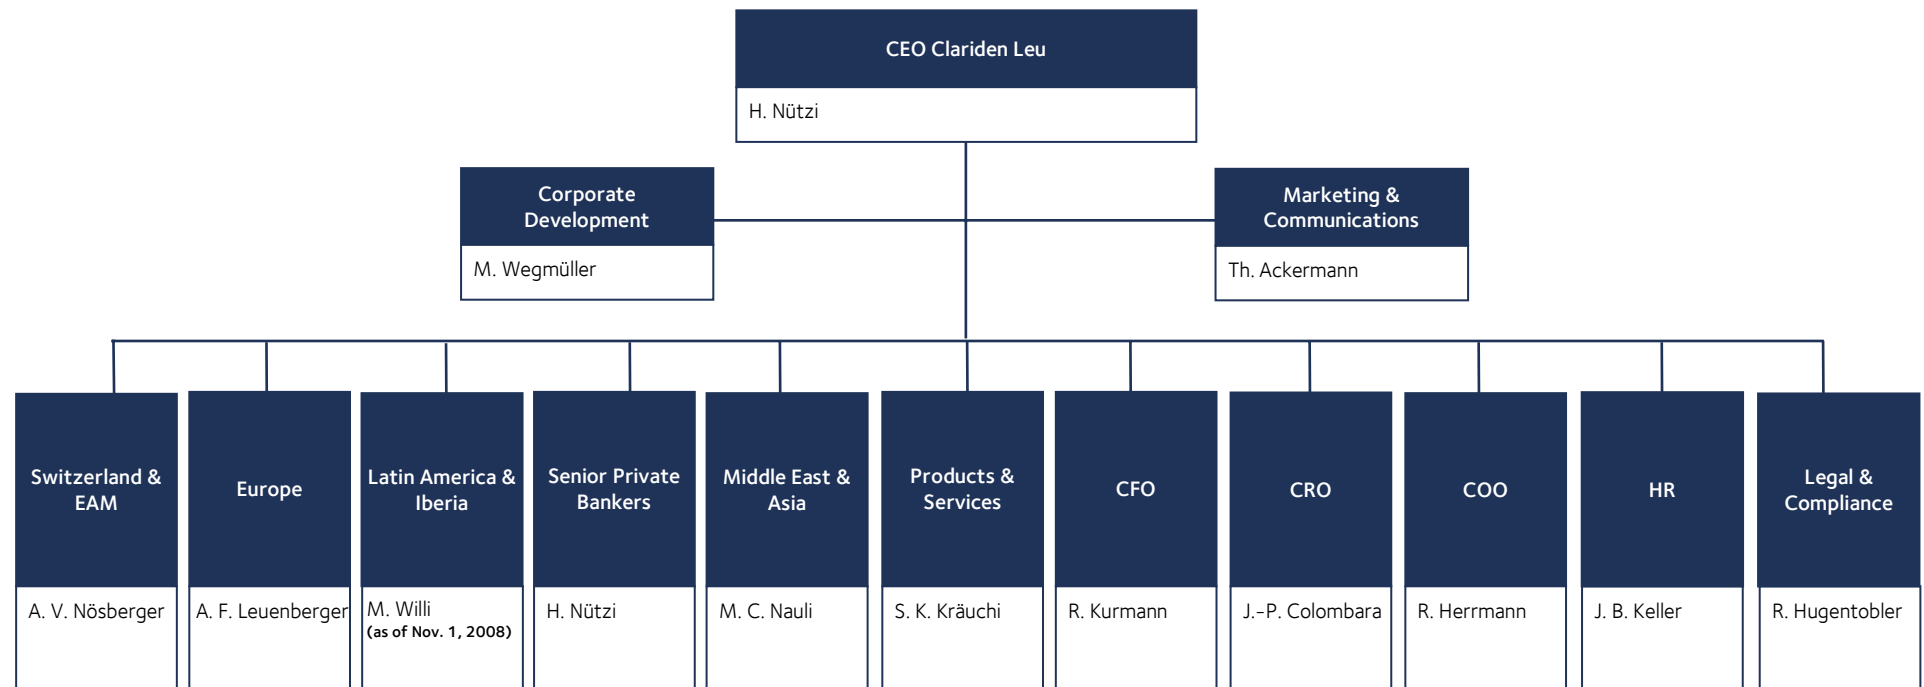 CEO Clariden Leu
H. Nützi
Corporate
Development
M. Wegmüller
Marketing &
Communications
Th. Ackermann
Switzerland &
EAM
A. V. Nösberger
Europe
A. F. Leuenberger
Latin America &
Iberia
M. Willi
(as of Nov. 1, 2008)
Senior Private
Bankers
H. Nützi
Middle East &
Asia
M. C. Nauli
Products &
Services
S. K. Kräuchi
CFO
R. Kurmann
CRO
J.-P. Colombara
COO
R. Herrmann
HR
J. B. Keller
Legal &
Compliance
R. Hugentobler